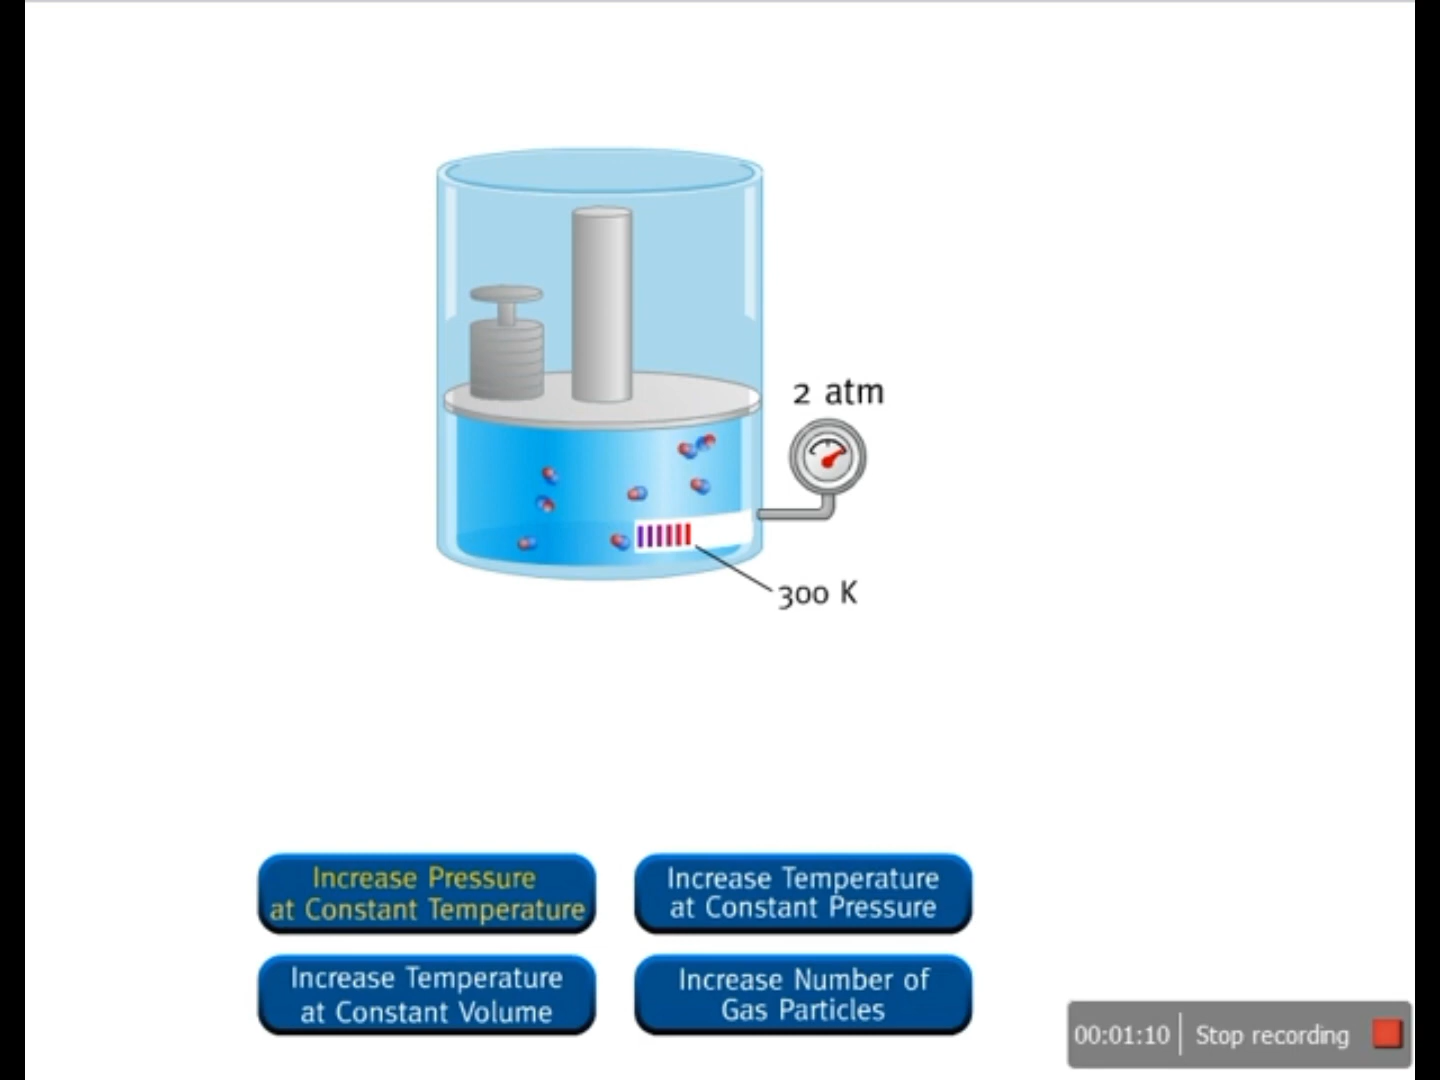 2 atm
300 K
Increase Pressure
at Constant Temperature
Increase Temperature
at Constant Pressure
Increase Temperature
at Constant Volume
Increase Number of
Gas Particles
00:01:10 Stop recording